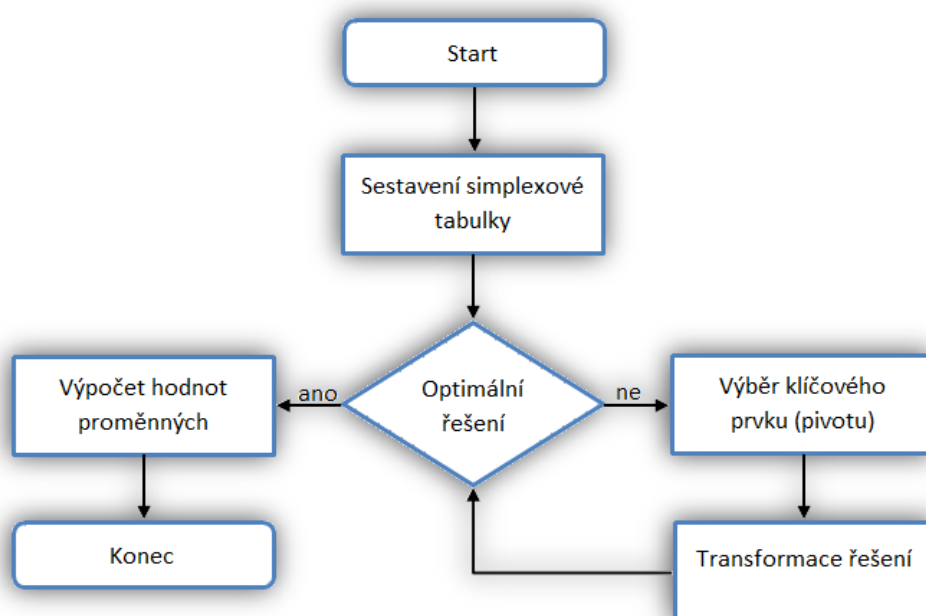 Start
Sestavení simplexové
tabulky
Optimální
řešení
ano
ne
Výpočet hodnot
proměnných
Výběr klíčového
prvku (pivotu)
Konec
Transformace řešení